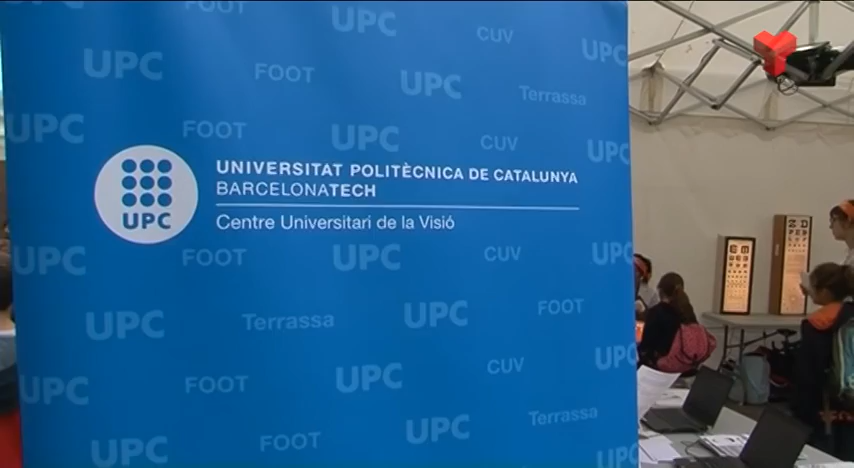 FOOT
UPC
CUV
UPC
UPC
FOOT
UPC
Terrassa
UPC
FOOT
UPC
CUV
UPC
UPC
UNIVERSITAT POLITÈCNICA DE CATALUNYA
BARCELONATECH
Centre Universitari de la Visió
UPC
FOOT
UPC
CUV
UPC
UPC
Terrassa
UPC
FOOT
UPC
FOOT
UPC
CUV
UPC
UPC
FOOT
UPC
Terrassa
UPC